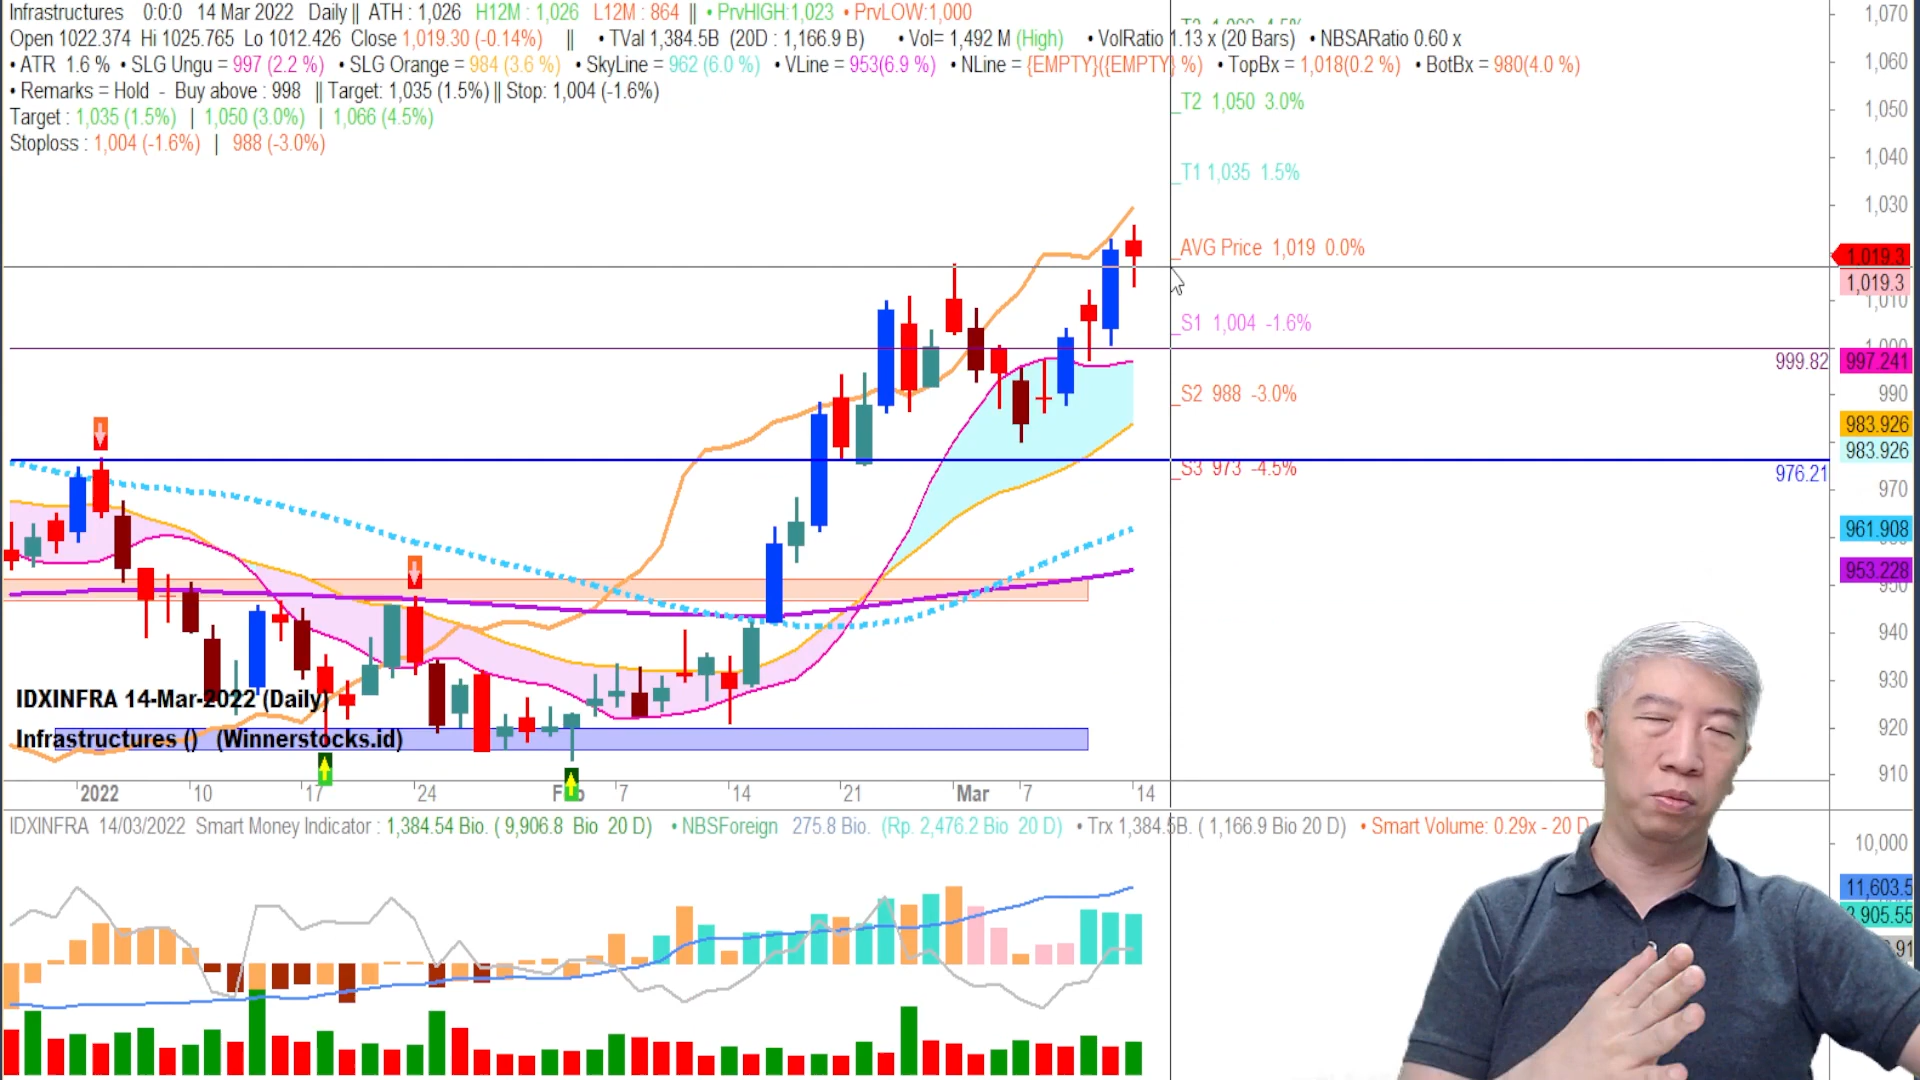 Infrastructures 0:0:0 14 Mar 2022 Daily || ATH : 1,026 H12M : 1,026 L12M : 864 || • PrvHIGH:1,023 • PrvLOW:1,000
Open 1022.374 Hi 1025.765 Lo 1012.426 Close 1,019.30 (-0.14%) || • TVal 1,384.5B (20D : 1,166.9 B) • Vol= 1,492 M (High) • VolRatio 1.13 x (20 Bars) • NBSARatio 0.60 x
• ATR 1.6 % • SLG Ungu = 997 (2.2 %) • SLG Orange = 984 (3.6 %) • SkyLine = 962 (6.0 %) • VLine = 953(6.9 %) • NLine = {EMPTY}({EMPTY} %) • TopBx = 1,018(0.2 %) • BotBx = 980(4.0 %)
• Remarks = Hold - Buy above : 998 || Target: 1,035 (1.5%) || Stop: 1,004 (-1.6%)
Target : 1,035 (1.5%) | 1,050 (3.0%) | 1,066 (4.5%)
Stoploss : 1,004 (-1.6%) | 988 (-3.0%)
T2 1,050 3.0%
T1 1,035 1.5%
AVG Price 1,019 0.0%
S1 1,004 -1.6%
S2 988 -3.0%
S3 973 -4.5%
999.82
976.21
1,070
1,060
1,050
1,040
1,030
1,019.3
1,019.3
1,010
1,000
997.241
990
983.926
983.926
970
961.908
953.228
950
940
930
920
910
IDXINFRA 14-Mar-2022 (Daily)
Infrastructures () (Winnerstocks.id)
2022 10 17 24 7 14 21 Mar 7 14
IDXINFRA 14/03/2022 Smart Money Indicator : 1,384.54 Bio. ( 9,906.8 Bio 20 D) • NBSForeign 275.8 Bio. (Rp. 2,476.2 Bio 20 D) • Trx 1,384.5B. ( 1,166.9 Bio 20 D) • Smart Volume: 0.29x - 20 D
10,000
11,603.5